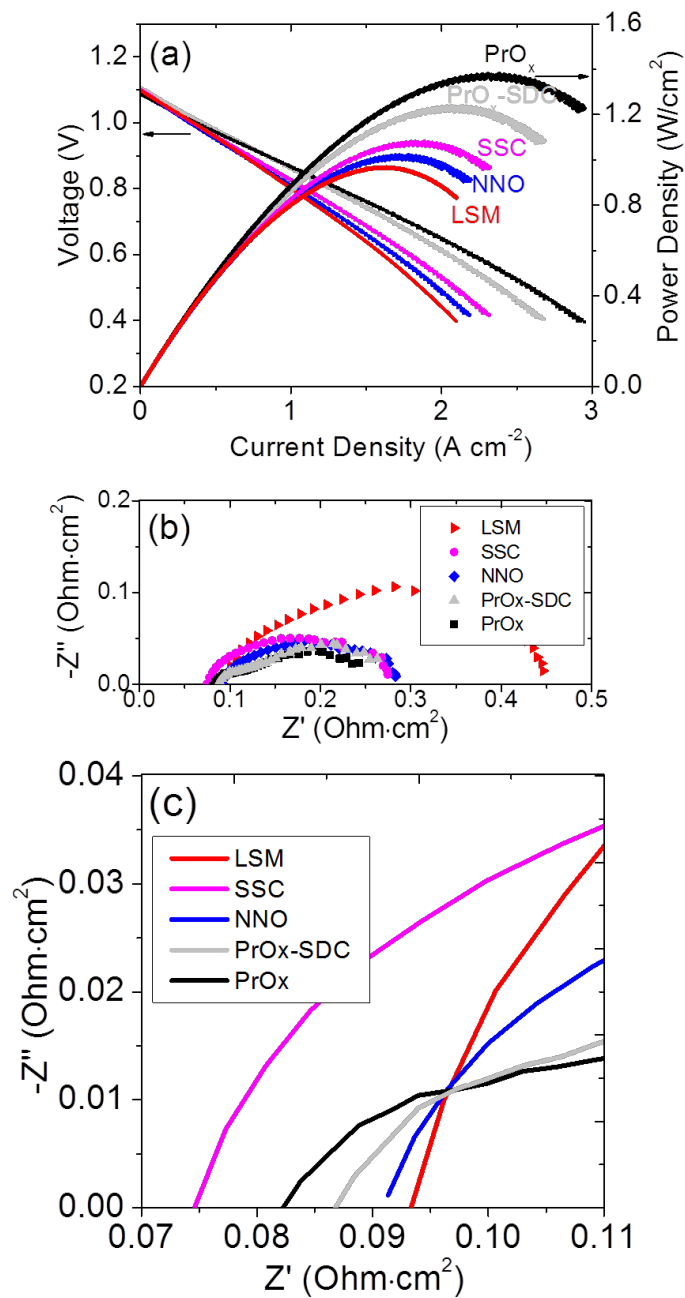 (a)
1.2
1.0
0.8
0.6
0.4
0.2
Voltage (V)
PrOₓ
PrOₓ-SDC
SSC
NNO
LSM
1.6
1.2
0.8
0.4
0.0
Power Density (W/cm²)
0
1
2
3
Current Density (A cm⁻²)
(b)
0.2
0.1
0.0
-Z" (Ohm·cm²)
LSM
SSC
NNO
PrOx-SDC
PrOx
0.0
0.1
0.2
0.3
0.4
0.5
Z' (Ohm·cm²)
(c)
0.04
0.03
0.02
0.01
0.00
-Z" (Ohm·cm²)
LSM
SSC
NNO
PrOx-SDC
PrOx
0.07
0.08
0.09
0.10
0.11
Z' (Ohm·cm²)